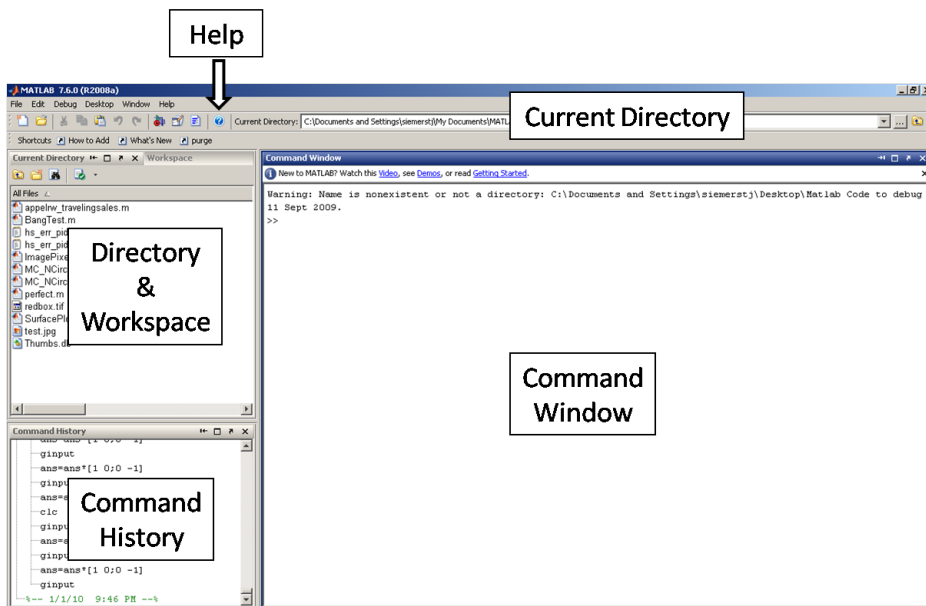 Help
MATLAB 7.6.0 (R2008a)
File Edit Debug Desktop Window Help
Current Directory: C:\Documents and Settings\siemerstj\My Documents\MATL
Current Directory
Shortcuts How to Add What's New purge
Current Directory Workspace
All Files
appelrw_travelingsales.m
BangTest.m
hs_err_pid
hs_err_pid
ImagePixe
MC_NCirc
MC_NCirc
perfect.m
redbox.tif
SurfacePl
test.jpg
Thumbs.d
Directory
&
Workspace
Command Window
New to MATLAB? Watch this Video, see Demos, or read Getting Started.
Warning: Name is nonexistent or not a directory: C:\Documents and Settings\siemerstj\Desktop\Matlab Code to debug
11 Sept 2009.
>>
Command
Window
Command History
ginput
ans=ans*[1 0;0 -1]
ginpu
ans=s
clc
ginpu
ans=s
ginpu
ans=ans*[1 0;0 -1]
ginput
%-- 1/1/10 9:46 PM --%
Command
History